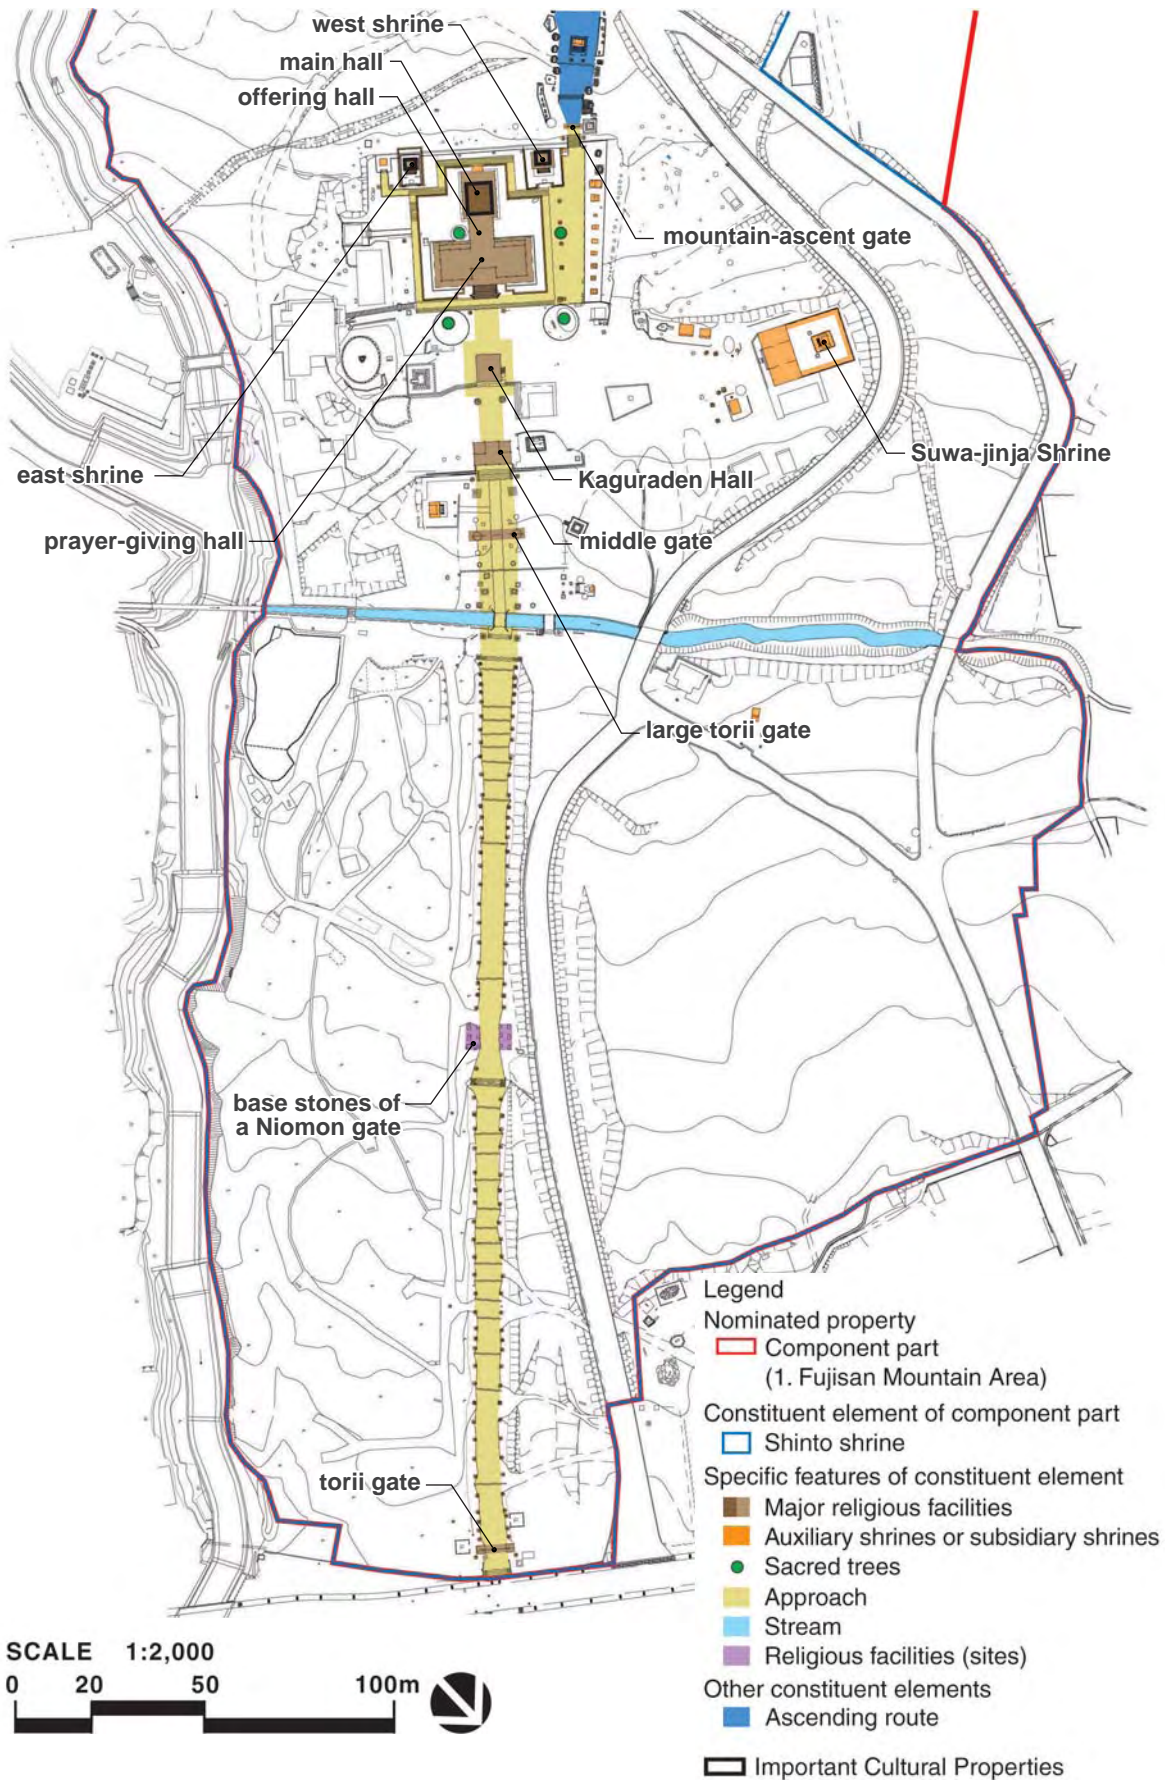 west shrine
main hall
offering hall
mountain-ascent gate
Suwa-jinja Shrine
east shrine
Kaguraden Hall
prayer-giving hall
middle gate
large torii gate
base stones of
a Niomon gate
torii gate
Legend
Nominated property
Component part
(1. Fujisan Mountain Area)
Constituent element of component part
Shinto shrine
Specific features of constituent element
Major religious facilities
Auxiliary shrines or subsidiary shrines
Sacred trees
Approach
Stream
Religious facilities (sites)
Other constituent elements
Ascending route
Important Cultural Properties
SCALE 1:2,000
0 20 50 100m